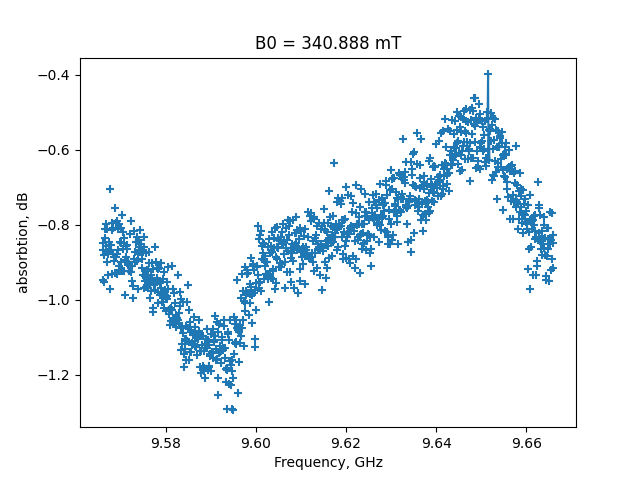 B0 = 340.888 mT
−0.4
−0.6
−0.8
−1.0
−1.2
absorbtion, dB
9.58 9.60 9.62 9.64 9.66
Frequency, GHz